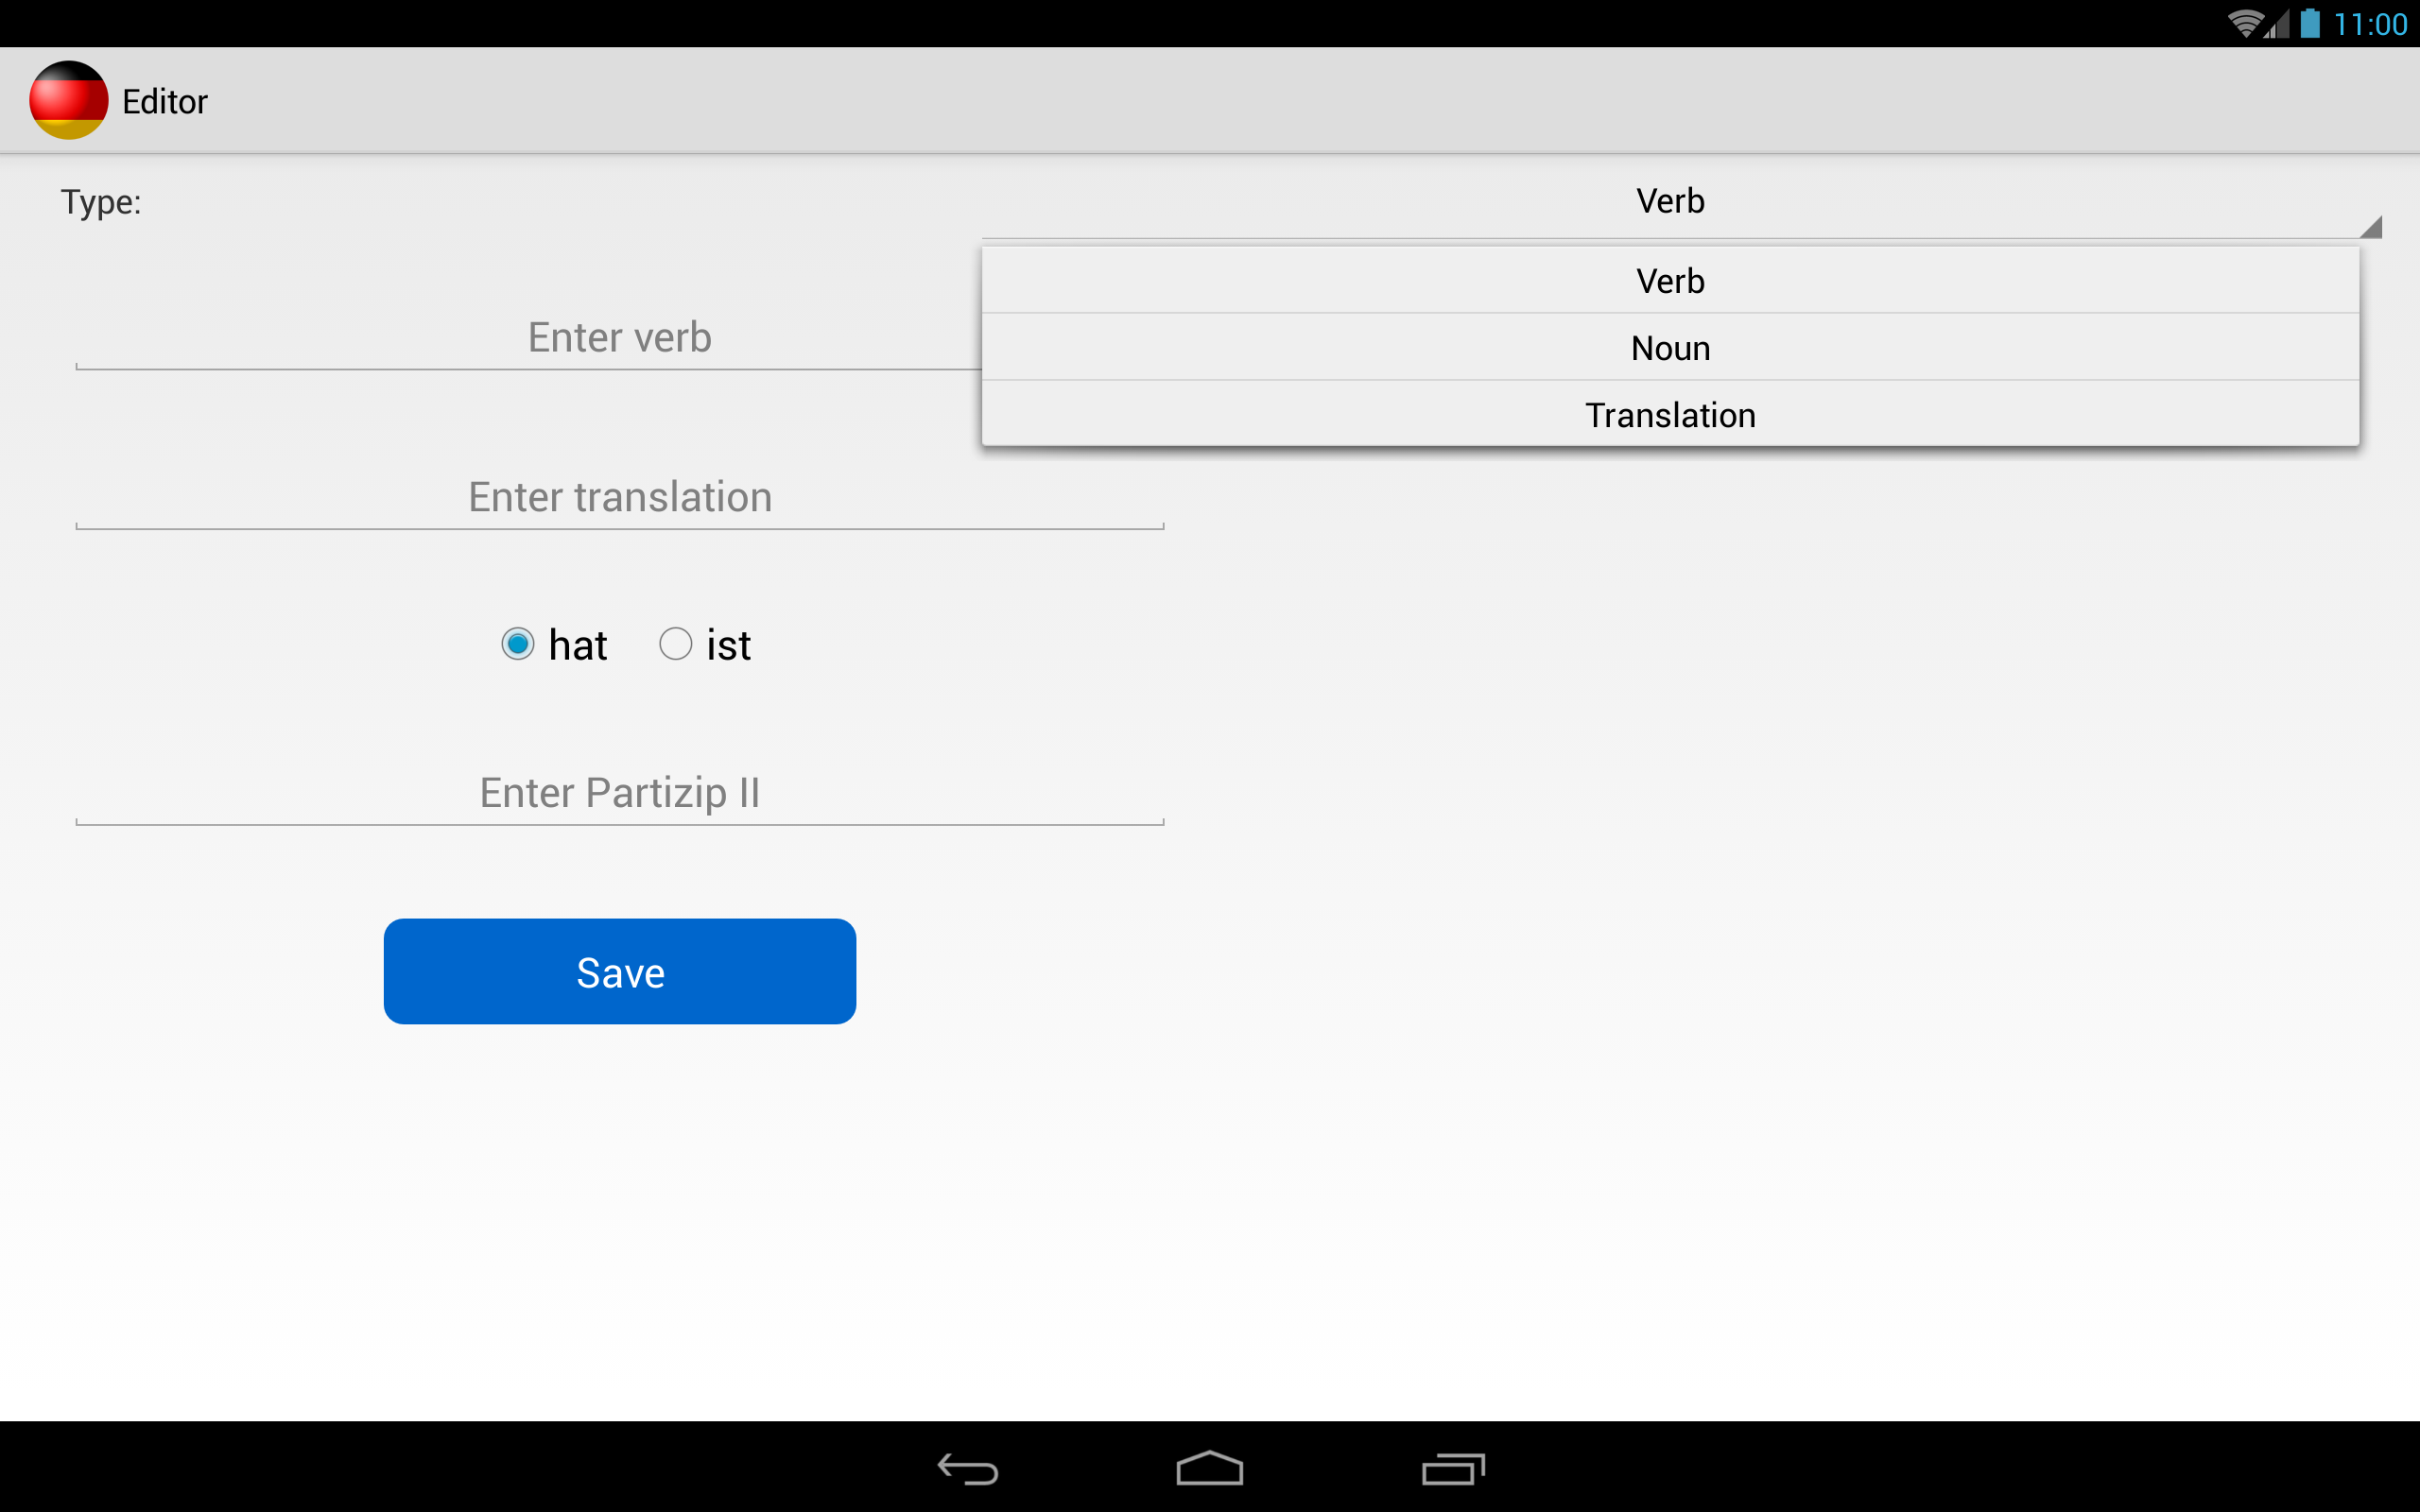 11:00
Editor
Type:
Verb
Verb
Noun
Translation
Enter verb
Enter translation
hat ist
Enter Partizip II
Save